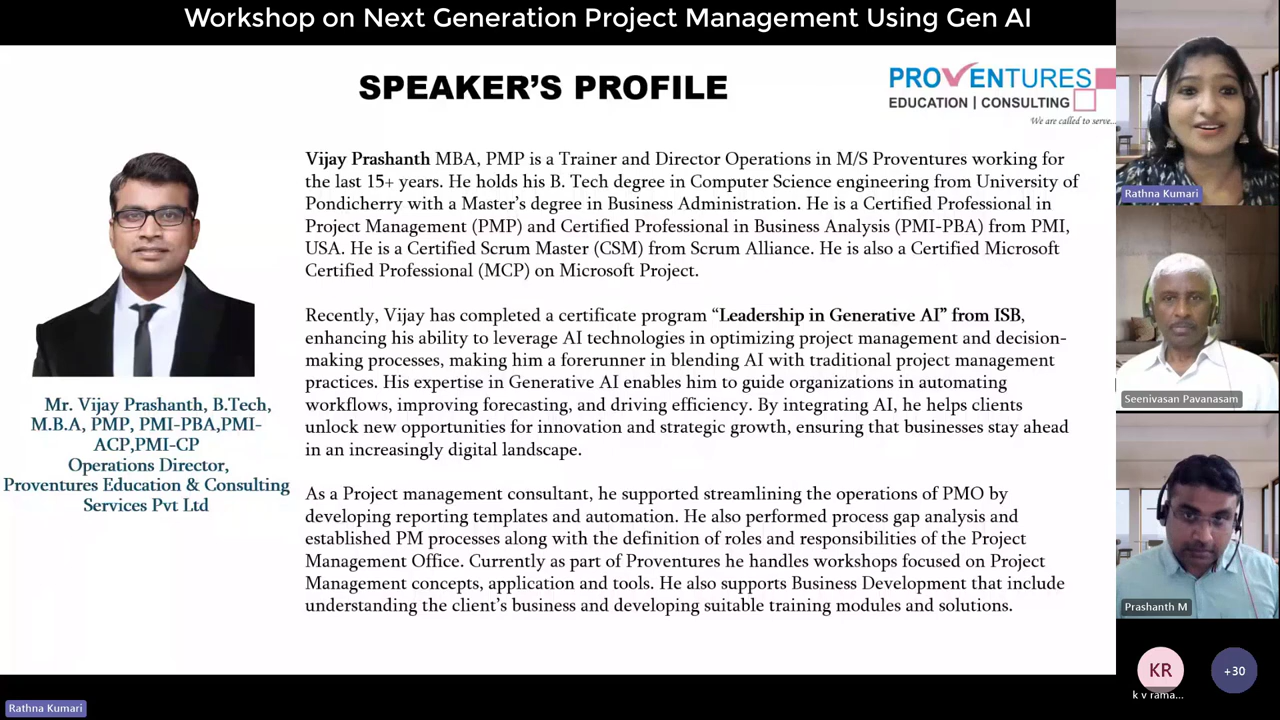 Workshop on Next Generation Project Management Using Gen AI
SPEAKER'S PROFILE
PROVENTURES
EDUCATION | CONSULTING
We are called to serve...
Vijay Prashanth MBA, PMP is a Trainer and Director Operations in M/S Proventures working for
the last 15+ years. He holds his B. Tech degree in Computer Science engineering from University of
Pondicherry with a Master's degree in Business Administration. He is a Certified Professional in
Project Management (PMP) and Certified Professional in Business Analysis (PMI-PBA) from PMI,
USA. He is a Certified Scrum Master (CSM) from Scrum Alliance. He is also a Certified Microsoft
Certified Professional (MCP) on Microsoft Project.
Recently, Vijay has completed a certificate program “Leadership in Generative AI” from ISB,
enhancing his ability to leverage AI technologies in optimizing project management and decision-
making processes, making him a forerunner in blending AI with traditional project management
practices. His expertise in Generative AI enables him to guide organizations in automating
workflows, improving forecasting, and driving efficiency. By integrating AI, he helps clients
unlock new opportunities for innovation and strategic growth, ensuring that businesses stay ahead
in an increasingly digital landscape.
As a Project management consultant, he supported streamlining the operations of PMO by
developing reporting templates and automation. He also performed process gap analysis and
established PM processes along with the definition of roles and responsibilities of the Project
Management Office. Currently as part of Proventures he handles workshops focused on Project
Management concepts, application and tools. He also supports Business Development that include
understanding the client's business and developing suitable training modules and solutions.
Mr. Vijay Prashanth, B.Tech,
M.B.A, PMP, PMI-PBA,PMI-
ACP,PMI-CP
Operations Director,
Proventures Education & Consulting
Services Pvt Ltd
Rathna Kumari
Seenivasan Pavanasam
Prashanth M
KR
k v rama...
+30
Rathna Kumari